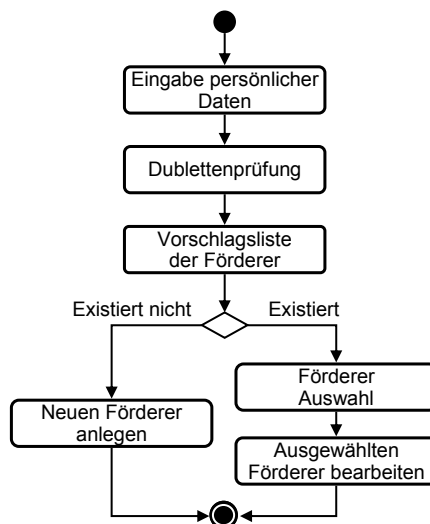 Eingabe persönlicher
Daten
Dublettenprüfung
Vorschlagsliste
der Förderer
Existiert nicht
Existiert
Förderer
Auswahl
Neuen Förderer
anlegen
Ausgewählten
Förderer bearbeiten